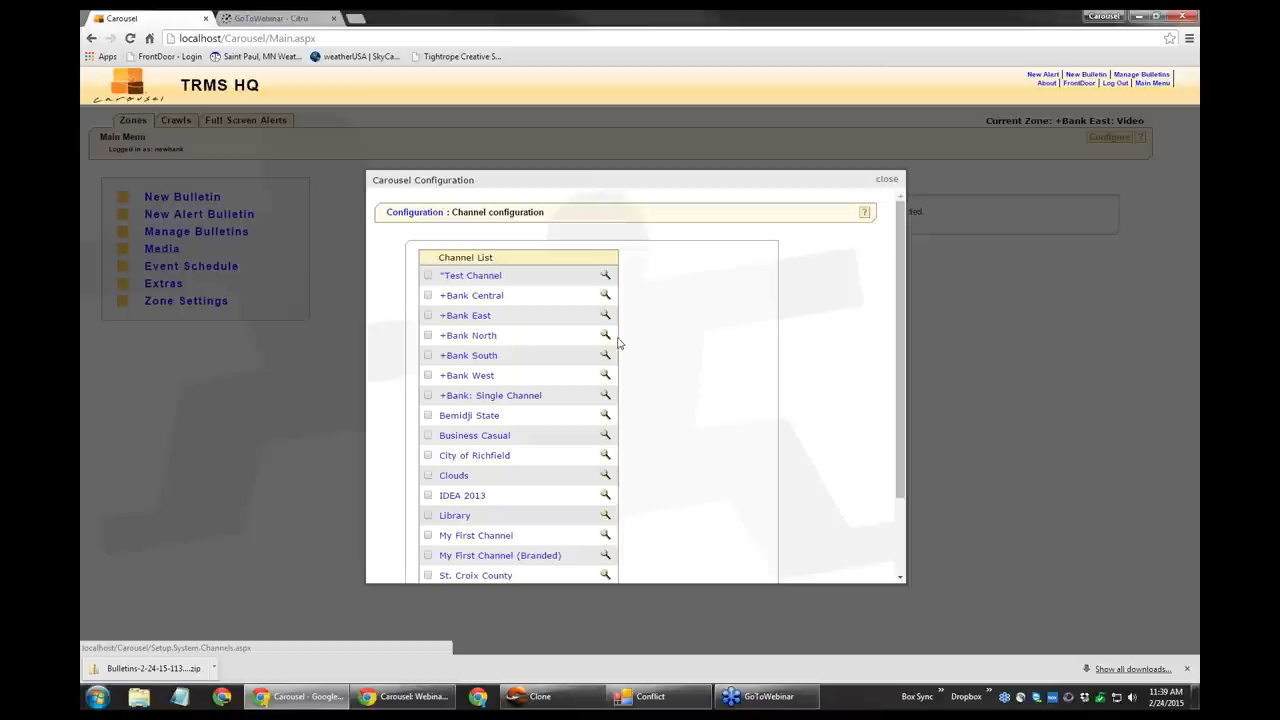 Carousel
GoToWebinar - Citri
Carousel
localhost/Carousel/Main.aspx
Apps
FrontDoor - Login
Saint Paul, MN Weat...
weatherUSA | SkyCa...
Tightrope Creative S...
carousel
TRMS HQ
New Alert
New Bulletin
Manage Bulletins
About
FrontDoor
Log Out
Main Menu
Zones
Crawls
Full Screen Alerts
Current Zone: +Bank East: Video
Main Menu
Configure
?
Logged in as: newbank
New Bulletin
New Alert Bulletin
Manage Bulletins
Media
Event Schedule
Extras
Zone Settings
Carousel Configuration
close
Configuration : Channel configuration
?
Channel List
"Test Channel
+Bank Central
+Bank East
+Bank North
+Bank South
+Bank West
+Bank: Single Channel
Bemidji State
Business Casual
City of Richfield
Clouds
IDEA 2013
Library
My First Channel
My First Channel (Branded)
St. Croix County
localhost/Carousel/Setup.System.Channels.aspx
Bulletins-2-24-15-113....zip
Show all downloads...
Carousel - Google...
Carousel: Webina...
Clone
Conflict
GoToWebinar
Box Sync
Dropbox
11:39 AM
2/24/2015